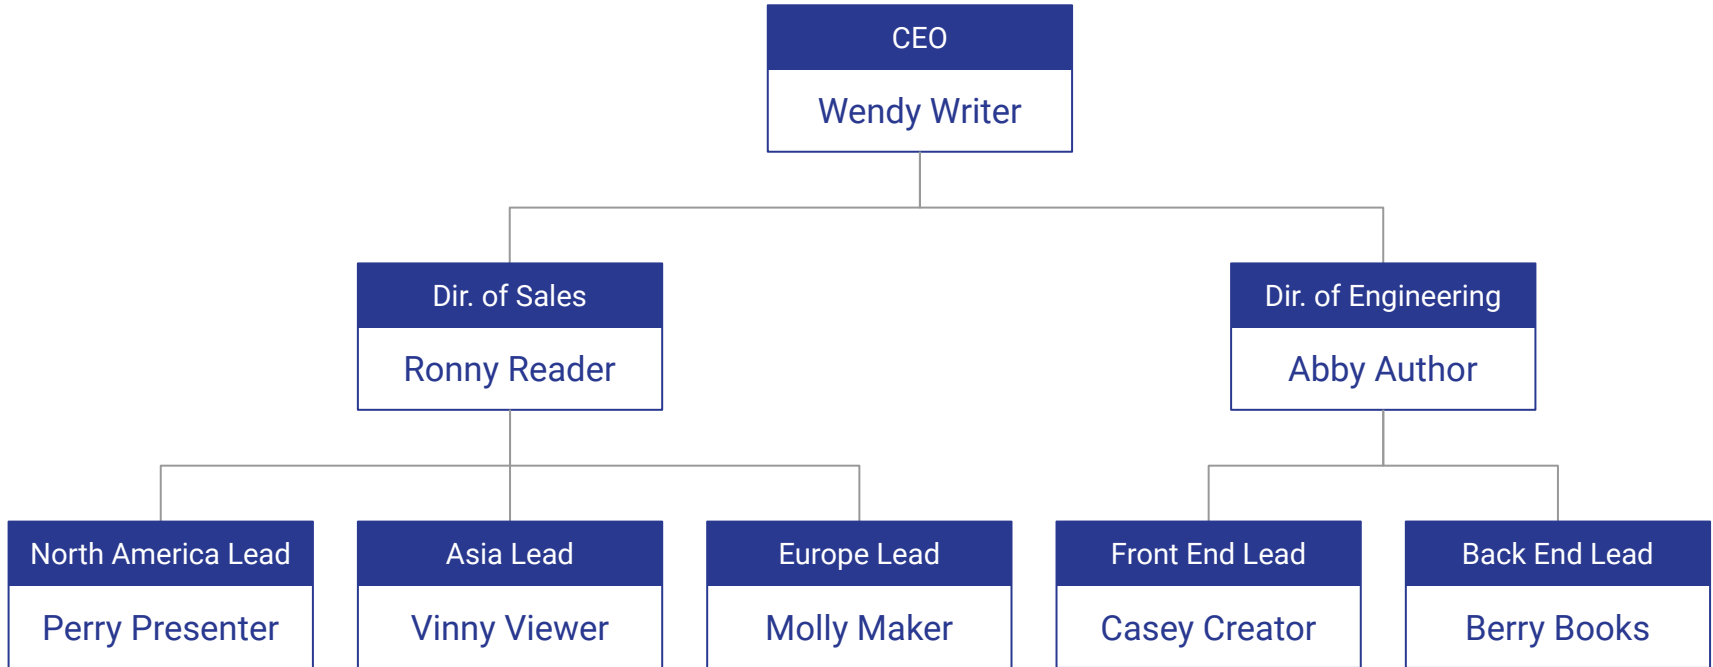 CEO
Wendy Writer
Dir. of Sales
Ronny Reader
Dir. of Engineering
Abby Author
North America Lead
Perry Presenter
Asia Lead
Vinny Viewer
Europe Lead
Molly Maker
Front End Lead
Casey Creator
Back End Lead
Berry Books